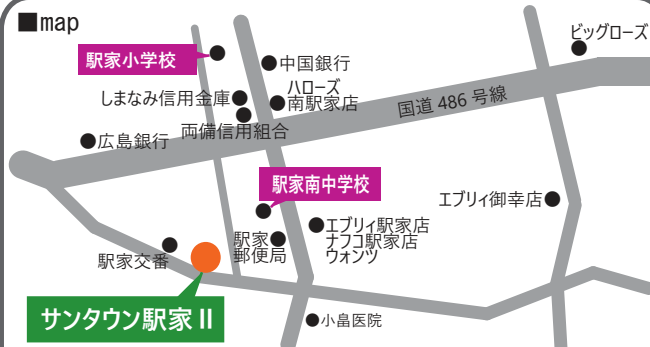 ■map
ビッグローズ
駅家小学校
中国銀行
ハローズ
南駅家店
しまなみ信用金庫
国道 486 号線
両備信用組合
広島銀行
駅家南中学校
エブリィ御幸店
エブリィ駅家店
ナフコ駅家店
ウォンツ
駅家
郵便局
駅家交番
サンタウン駅家Ⅱ
小畠医院